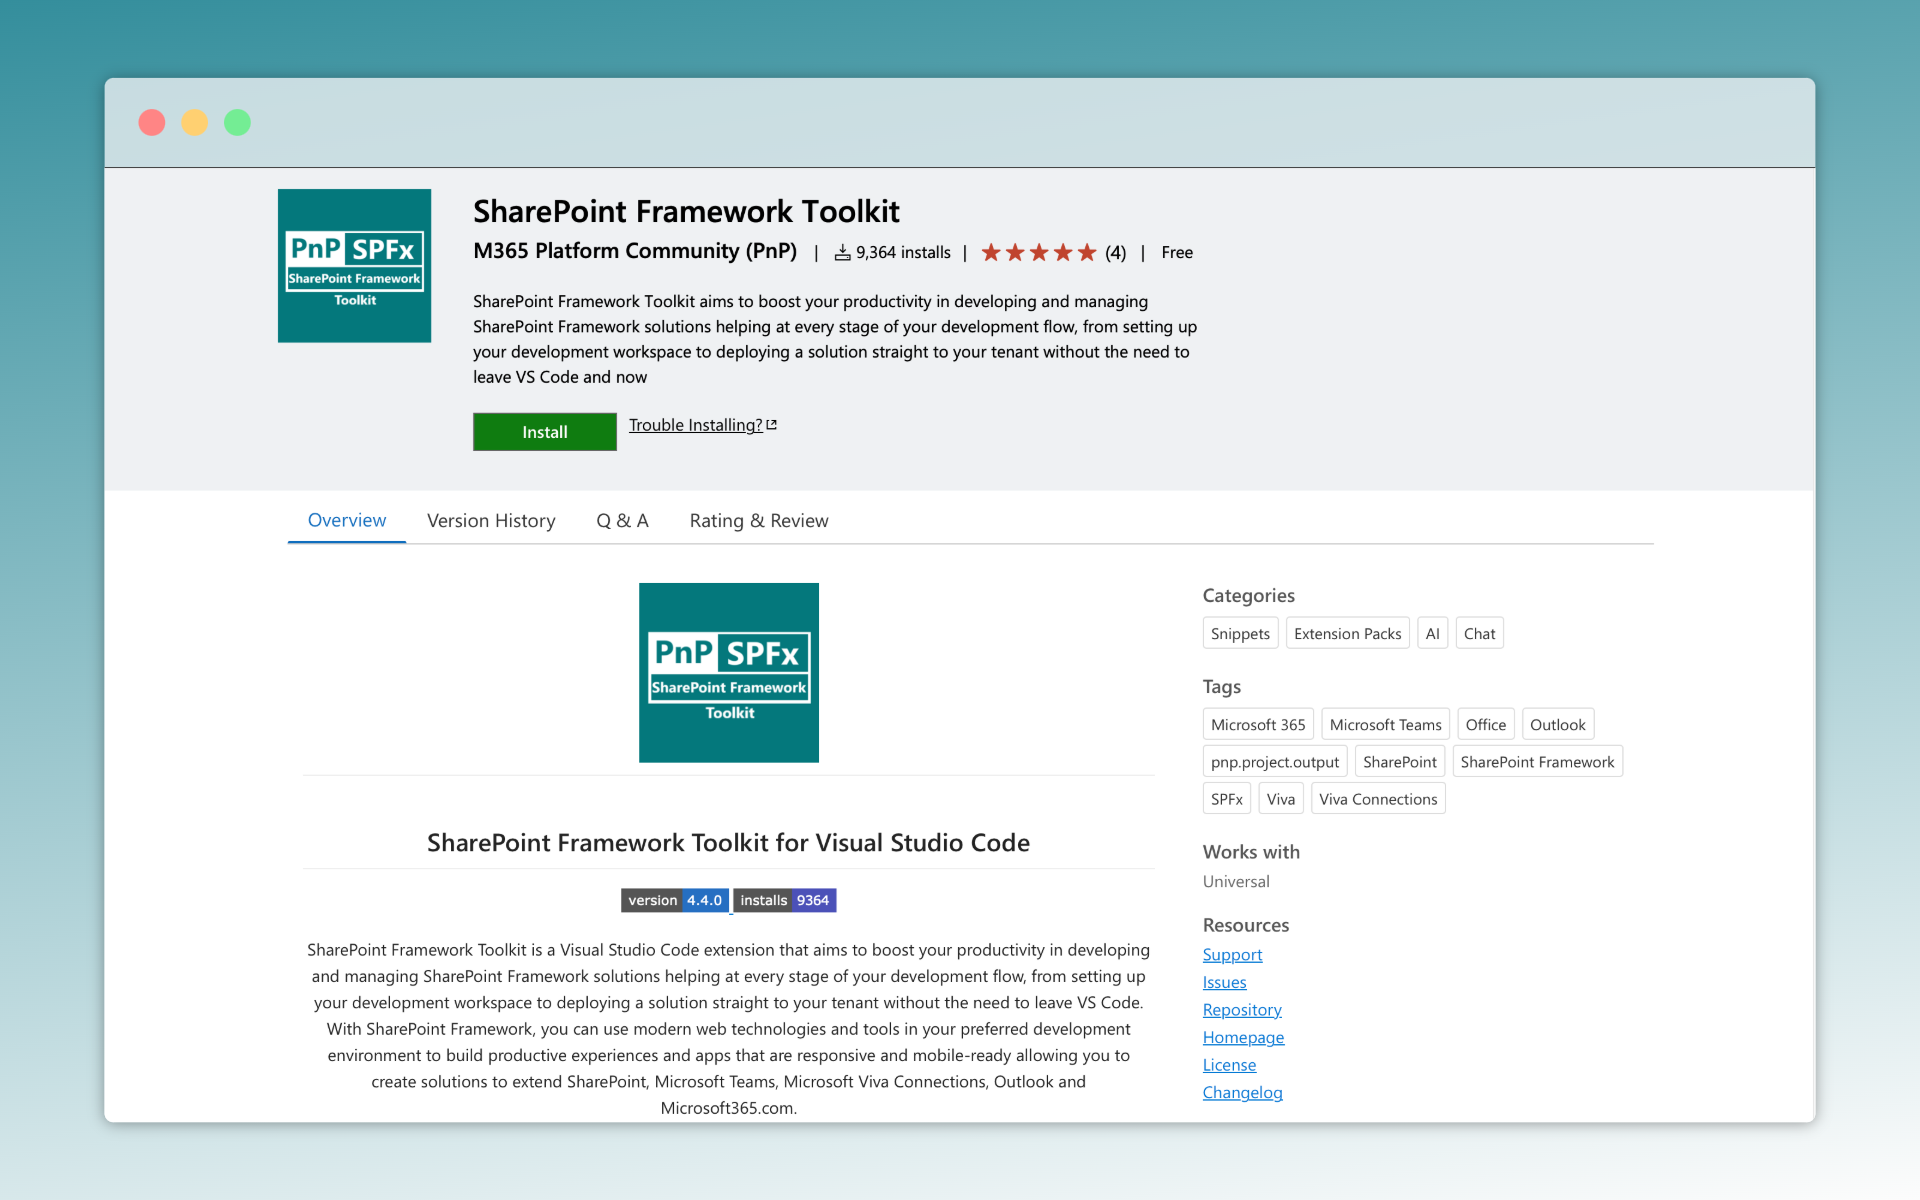 PnP SPFx
SharePoint Framework
Toolkit
SharePoint Framework Toolkit
M365 Platform Community (PnP) | 9,364 installs | (4) | Free
SharePoint Framework Toolkit aims to boost your productivity in developing and managing
SharePoint Framework solutions helping at every stage of your development flow, from setting up
your development workspace to deploying a solution straight to your tenant without the need to
leave VS Code and now
Install Trouble Installing?
Overview Version History Q & A Rating & Review
PnP SPFx
SharePoint Framework
Toolkit
SharePoint Framework Toolkit for Visual Studio Code
version 4.4.0 installs 9364
SharePoint Framework Toolkit is a Visual Studio Code extension that aims to boost your productivity in developing
and managing SharePoint Framework solutions helping at every stage of your development flow, from setting up
your development workspace to deploying a solution straight to your tenant without the need to leave VS Code.
With SharePoint Framework, you can use modern web technologies and tools in your preferred development
environment to build productive experiences and apps that are responsive and mobile-ready allowing you to
create solutions to extend SharePoint, Microsoft Teams, Microsoft Viva Connections, Outlook and
Microsoft365.com.
Categories
Snippets Extension Packs AI Chat
Tags
Microsoft 365 Microsoft Teams Office Outlook
pnp.project.output SharePoint SharePoint Framework
SPFx Viva Viva Connections
Works with
Universal
Resources
Support
Issues
Repository
Homepage
License
Changelog